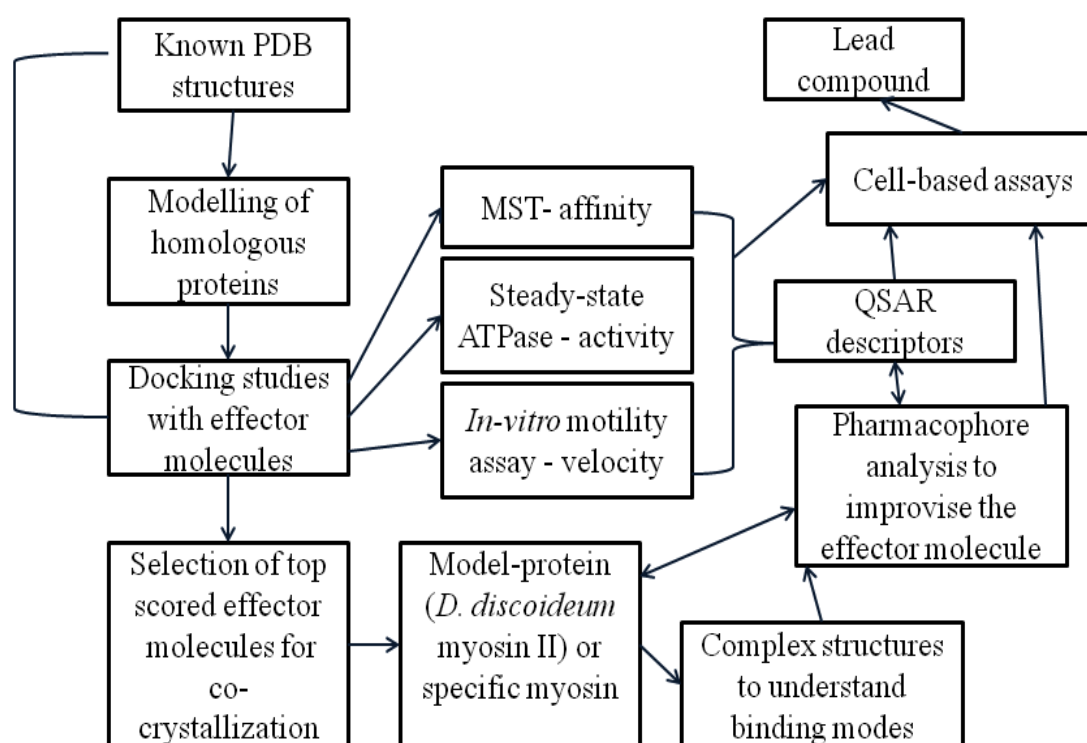 Known PDB
structures
Lead
compound
Modelling of
homologous
proteins
MST- affinity
Cell-based assays
Steady-state
ATPase - activity
QSAR
descriptors
Docking studies
with effector
molecules
In-vitro motility
assay - velocity
Pharmacophore
analysis to
improvise the
effector molecule
Selection of top
scored effector
molecules for
co-
crystallization
Model-protein
(D. discoideum
myosin II) or
specific myosin
Complex structures
to understand
binding modes